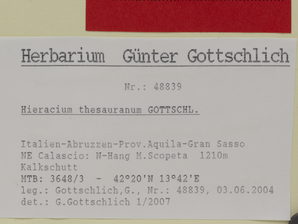 Herbarium Günter Gottschlich
Nr.: 48839
Hieracium thesauranum GOTTSCHL.
Italien-Abruzzen-Prov.Aquila-Gran Sasso
NE Calascio: N-Hang M.Scopeta 1210m
Kalkschutt
MTB: 3648/3 - 42°20'N 13°42'E
leg.: Gottschlich,G., Nr.: 48839, 03.06.2004
det.: G.Gottschlich 1/2007